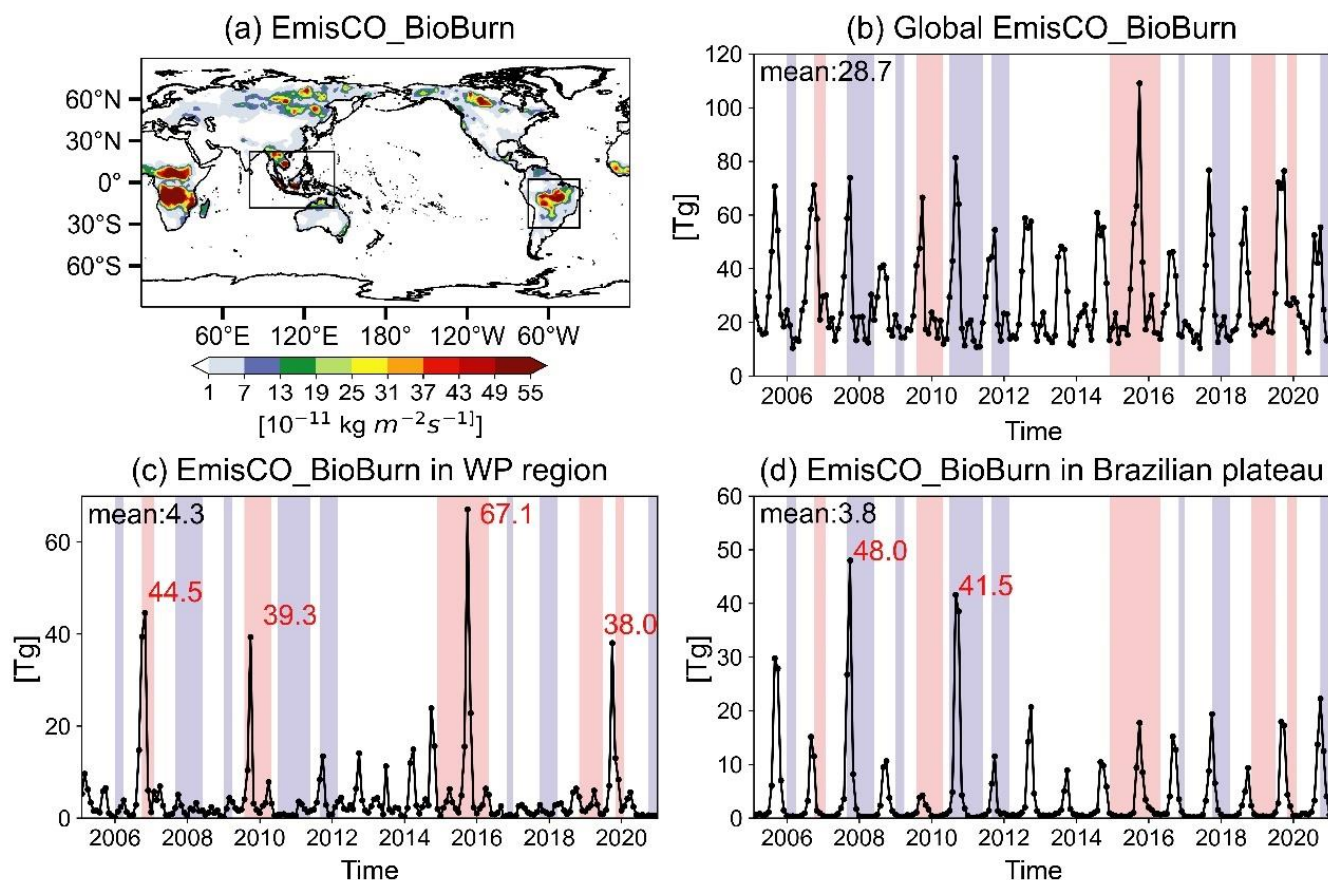 (a) EmisCO_BioBurn
60°N
30°N
0°
30°S
60°S
60°E 120°E 180° 120°W 60°W
1 7 13 19 25 31 37 43 49 55
[10⁻¹¹ kg m⁻²s⁻¹]
(b) Global EmisCO_BioBurn
mean:28.7
120
100
80
60
40
20
0
[Tg]
2006 2008 2010 2012 2014 2016 2018 2020
Time
(c) EmisCO_BioBurn in WP region
mean:4.3
67.1
44.5
39.3
38.0
60
40
20
0
[Tg]
2006 2008 2010 2012 2014 2016 2018 2020
Time
(d) EmisCO_BioBurn in Brazilian plateau
mean:3.8
48.0
41.5
60
50
40
30
20
10
0
[Tg]
2006 2008 2010 2012 2014 2016 2018 2020
Time